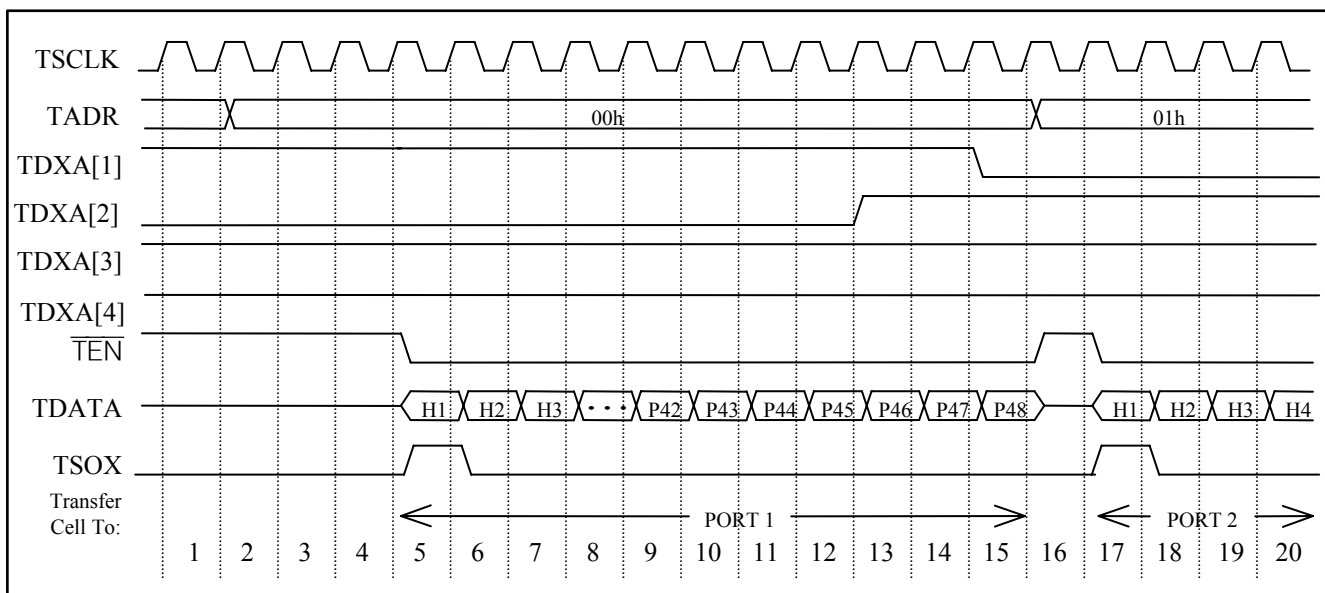 TSCLK
TADR
00h
01h
TDXA[1]
TDXA[2]
TDXA[3]
TDXA[4]
TEN
TDATA
H1 H2 H3 ... P42 P43 P44 P45 P46 P47 P48 H1 H2 H3 H4
TSOX
Transfer
Cell To:
PORT 1
PORT 2
1 2 3 4 5 6 7 8 9 10 11 12 13 14 15 16 17 18 19 20